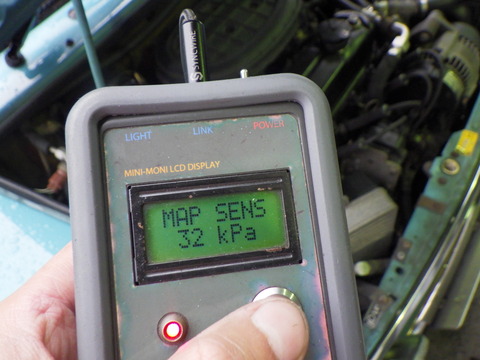 LIGHT LINK POWER
MINI-MONI LCD DISPLAY
MAP SENS
32 kPa